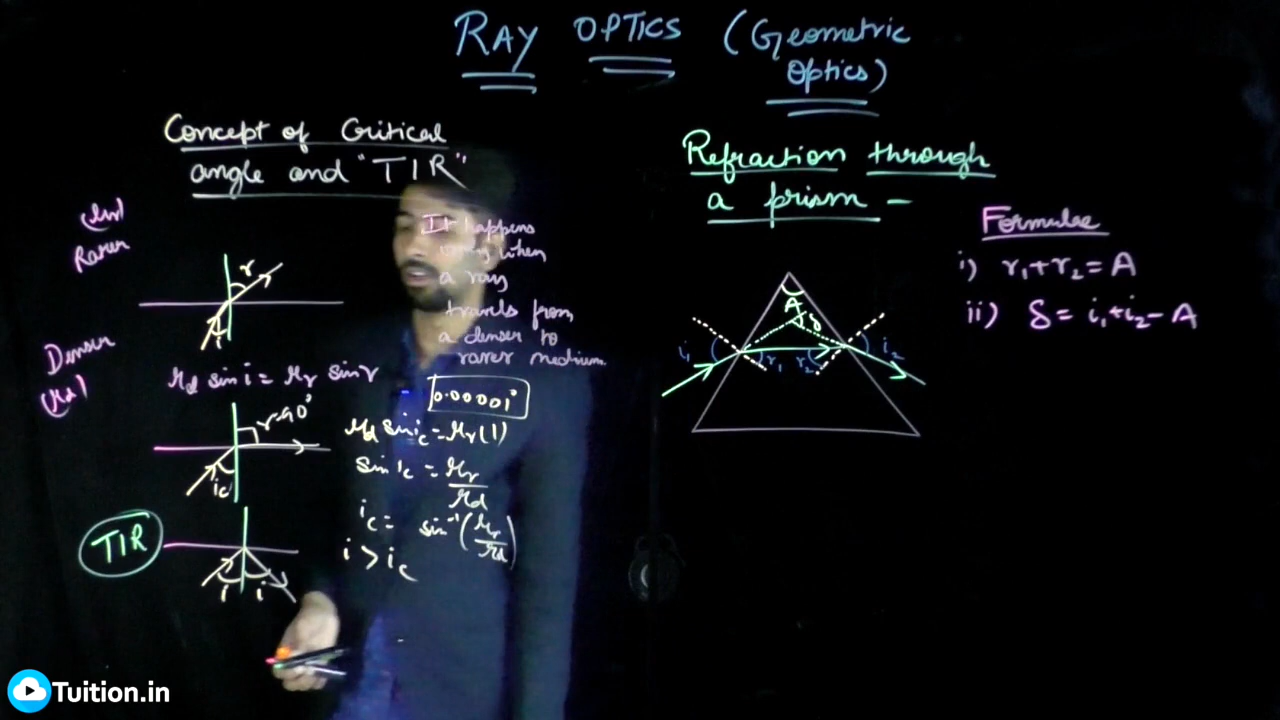 RAY OPTICS (Geometric
Optics)
Concept of Critical
angle and "TIR"
Rarer
r
i
Denser
(μd)
μd sin i = μr sin r
r=90°
ic
TIR
i
i
It happens
only when
a ray
travels from
a denser to
rarer medium.
0.00001°
μd sin ic = μr(1)
sin ic = μr
μd
ic = sin⁻¹(μr
μd)
i > ic
Refraction through
a prism -
A
δ
i1
r1
r2
i2
Formulae
i) r1+r2 = A
ii) δ = i1+i2-A
Tuition.in